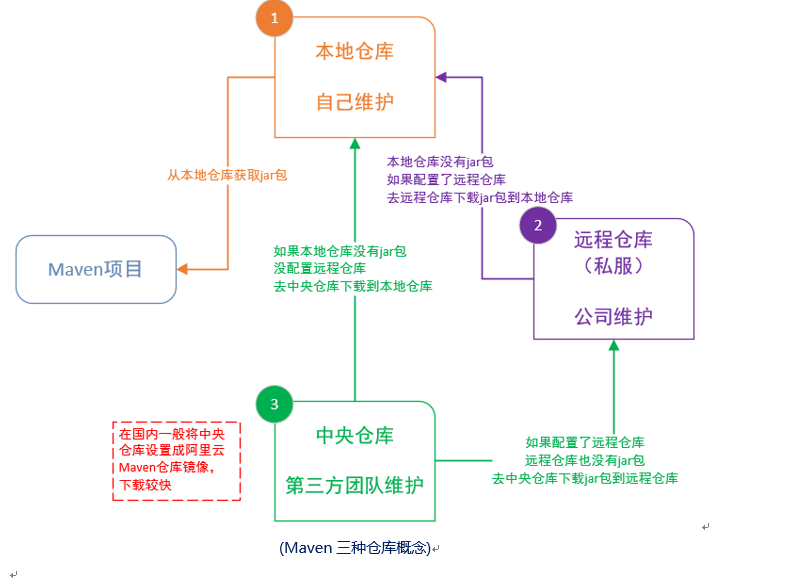 1
本地仓库
自己维护
从本地仓库获取jar包
本地仓库没有jar包
如果配置了远程仓库
去远程仓库下载jar包到本地仓库
2
远程仓库
（私服）
公司维护
Maven项目
如果本地仓库没有jar包
没配置远程仓库
去中央仓库下载到本地仓库
3
中央仓库
第三方团队维护
在国内一般将中央
仓库设置成阿里云
Maven仓库镜像，
下载较快
如果配置了远程仓库
远程仓库也没有jar包
去中央仓库下载jar包到远程仓库
(Maven 三种仓库概念)